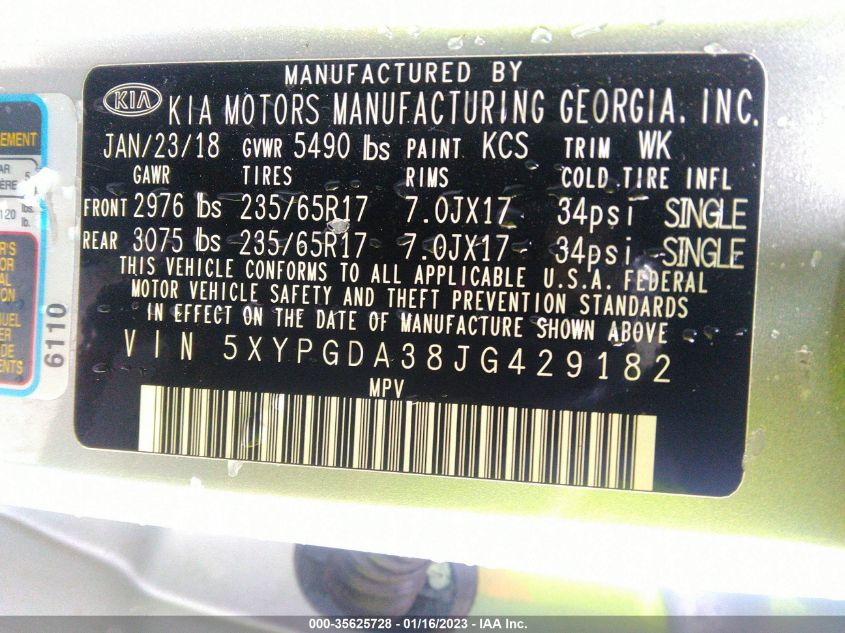 MANUFACTURED BY
KIA KIA MOTORS MANUFACTURING GEORGIA. INC.
JAN/23/18 GVWR 5490 lbs PAINT KCS TRIM WK
GAWR TIRES RIMS COLD TIRE INFL
FRONT 2976 lbs 235/65R17 7.0JX17 34psi SINGLE
REAR 3075 lbs 235/65R17 7.0JX17 34psi SINGLE
THIS VEHICLE CONFORMS TO ALL APPLICABLE U.S.A. FEDERAL
MOTOR VEHICLE SAFETY AND THEFT PREVENTION STANDARDS
IN EFFECT ON THE DATE OF MANUFACTURE SHOWN ABOVE
VIN 5XYPGDA38JG429182
MPV
6110
000-35625728 - 01/16/2023 - IAA Inc.